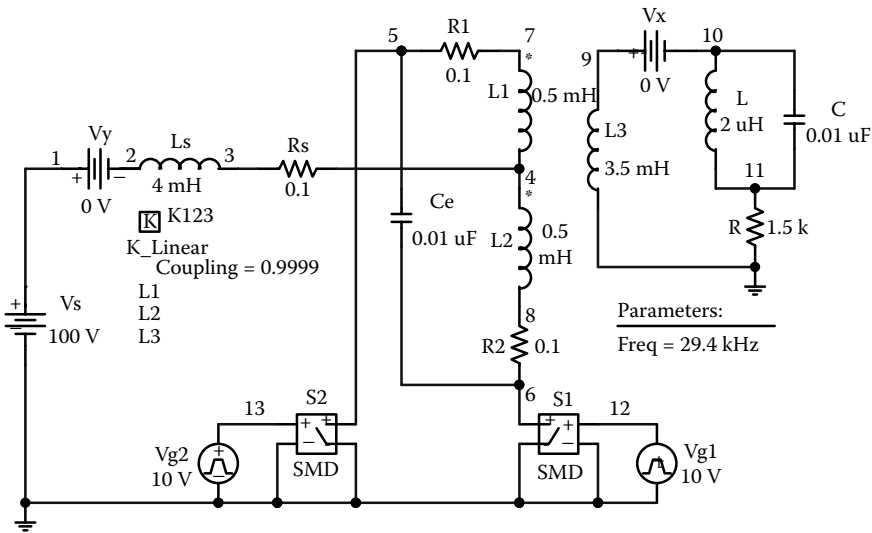 Vx
R1
5
7
10
9
*
0.1
L1
0.5 mH
0 V
L
2 uH
C
0.01 uF
L3
3.5 mH
Vy
Ls
Rs
1
2
3
4
11
+
−
4 mH
0.1
*
0 V
K
K123
K_Linear
Coupling = 0.9999
L1
L2
L3
Ce
0.01 uF
L2
0.5
mH
R
1.5 k
+
−
Vs
100 V
8
R2
0.1
Parameters:
Freq = 29.4 kHz
6
S2
S1
13
12
+
+
−
+
+
−
Vg2
10 V
+
−
SMD
SMD
Vg1
10 V